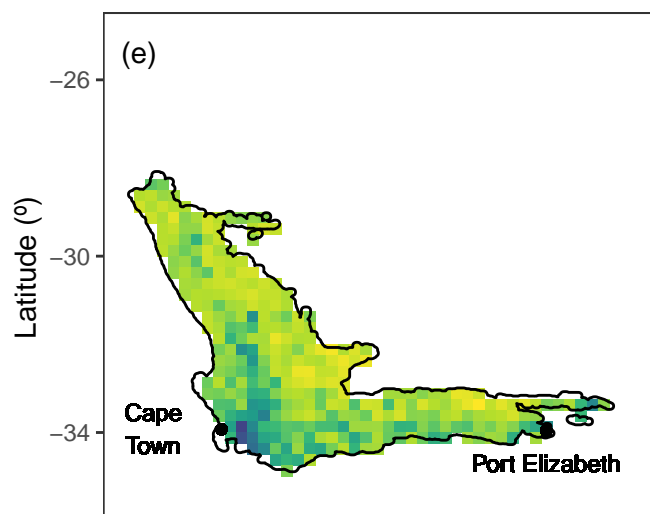 (e)
−26
−30
−34
Latitude (º)
Cape
Town
Port Elizabeth